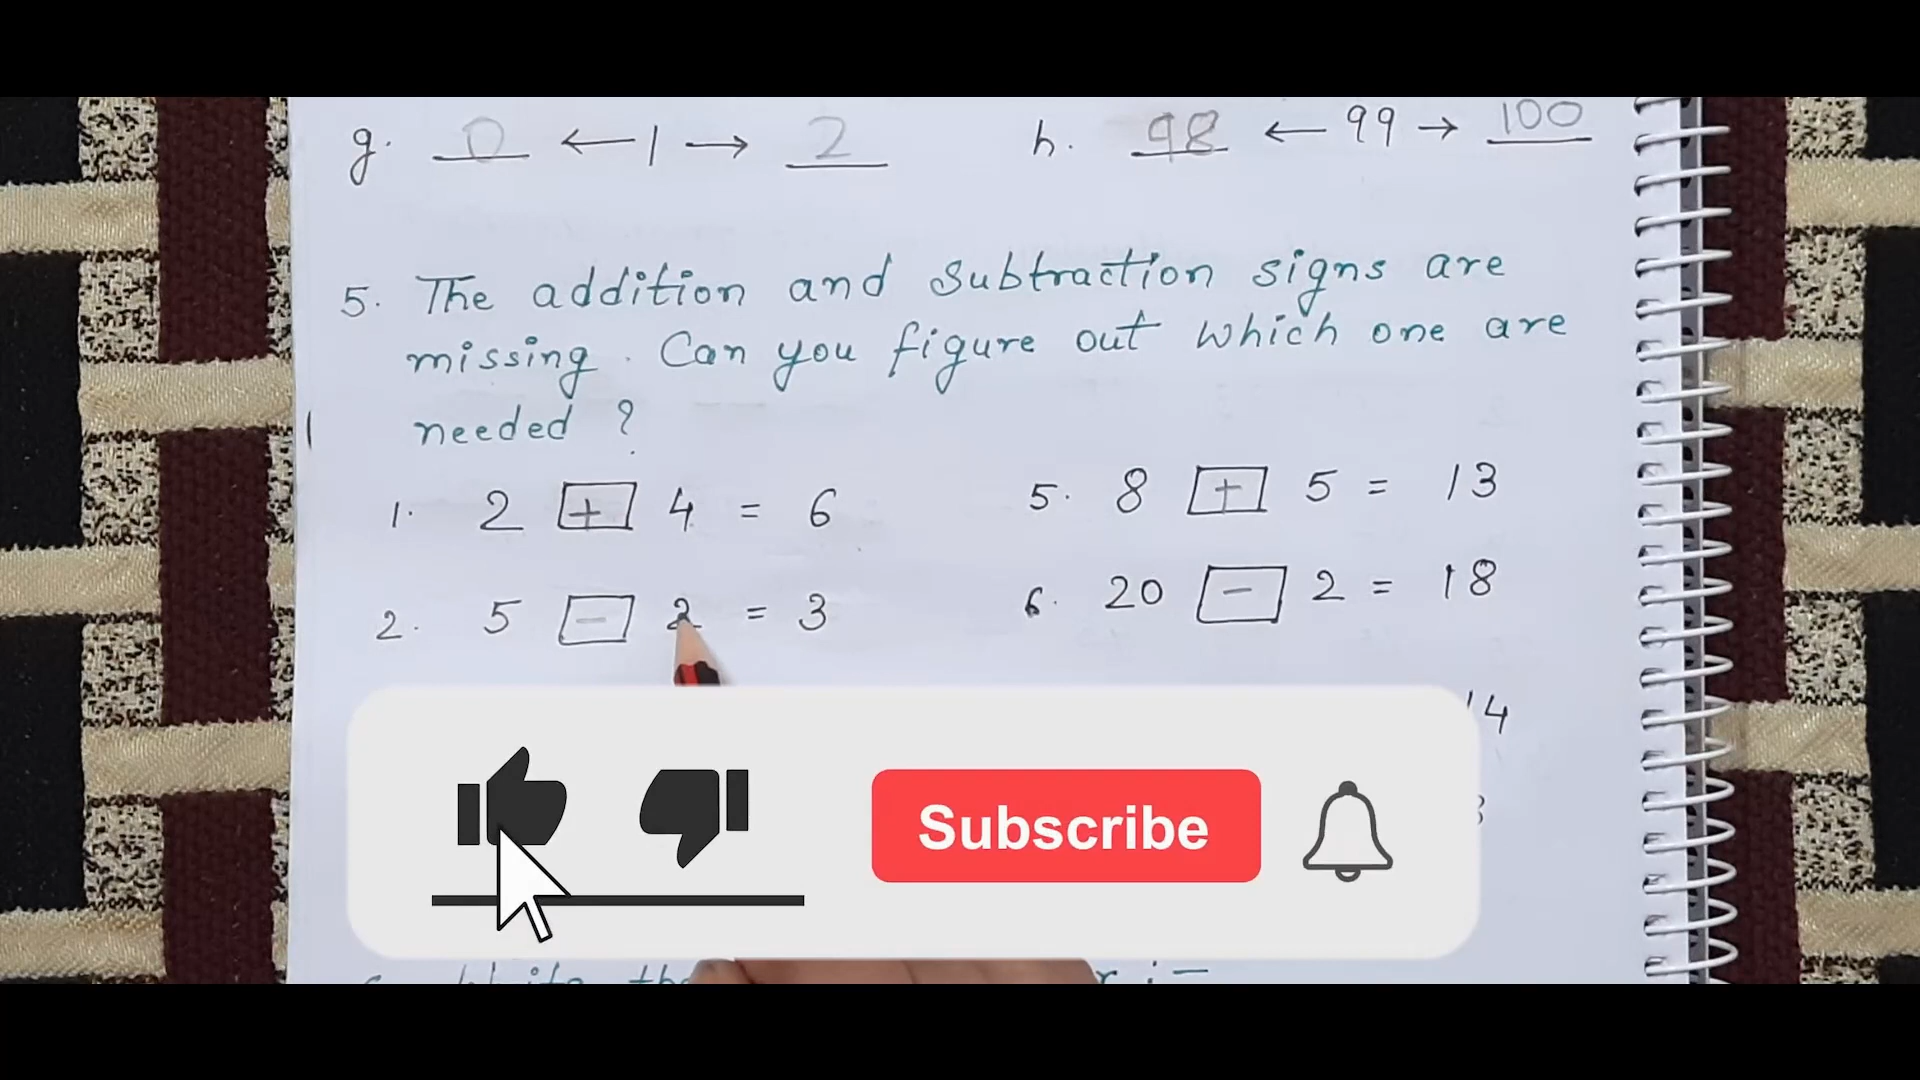 g. 0 ← 1 → 2 h. 98 ← 99 → 100
5. The addition and subtraction signs are
missing. Can you figure out which one are
needed ?
1. 2 + 4 = 6 5. 8 + 5 = 13
2. 5 - 2 = 3 6. 20 - 2 = 18
14
Subscribe